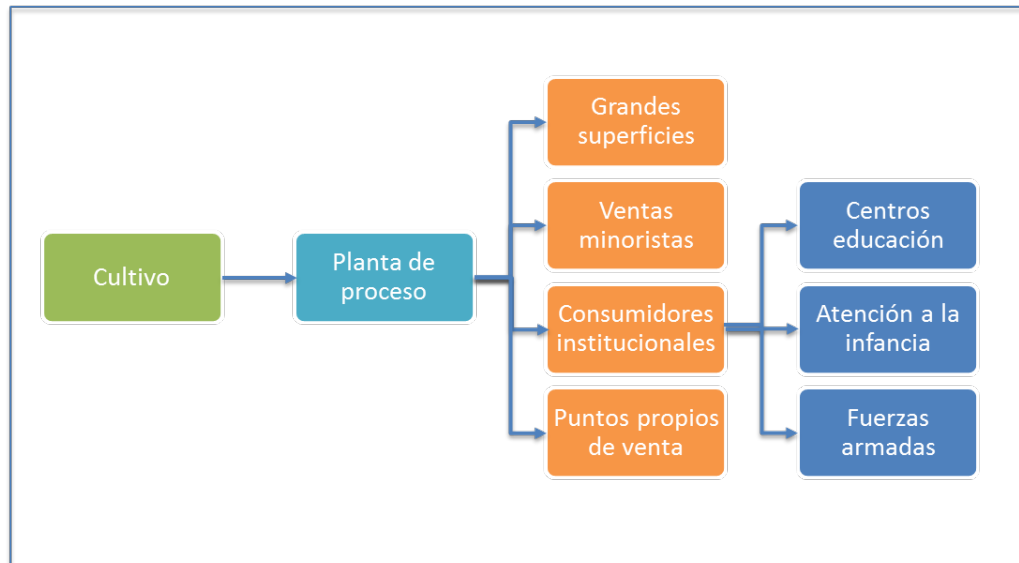 Cultivo
Planta de
proceso
Grandes
superficies
Ventas
minoristas
Consumidores
institucionales
Puntos propios
de venta
Centros
educación
Atención a la
infancia
Fuerzas
armadas